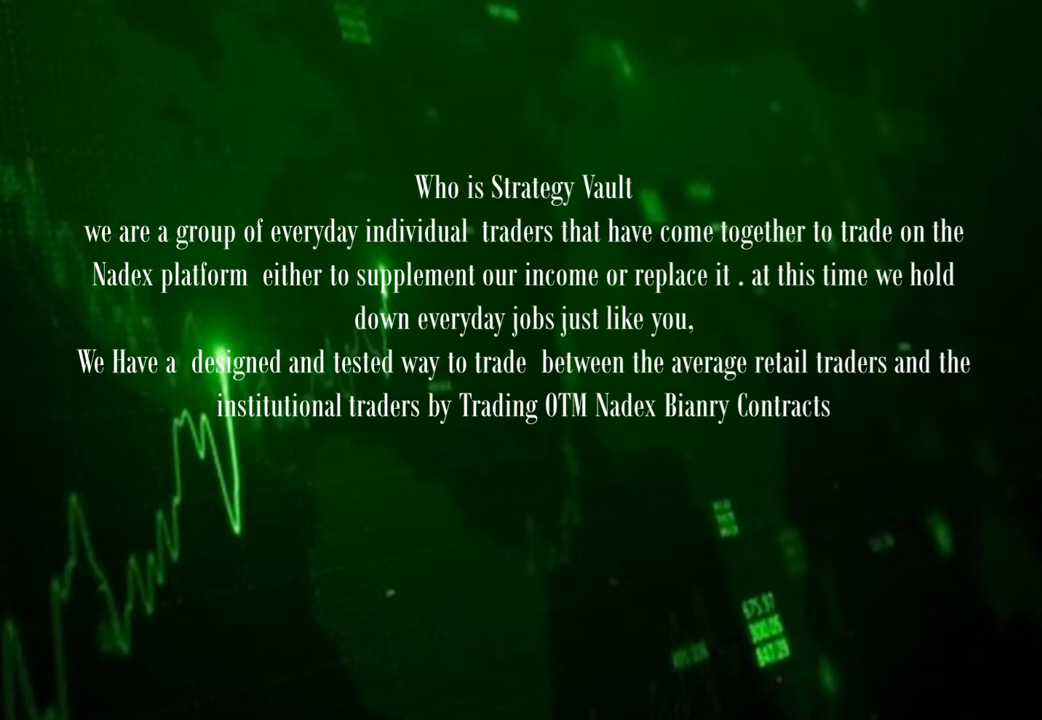 Who is Strategy Vault
we are a group of everyday individual  traders that have come together to trade on the
Nadex platform  either to supplement our income or replace it . at this time we hold
down everyday jobs just like you,
We Have a  designed and tested way to trade  between the average retail traders and the
institutional traders by Trading OTM Nadex Bianry Contracts
$75.97